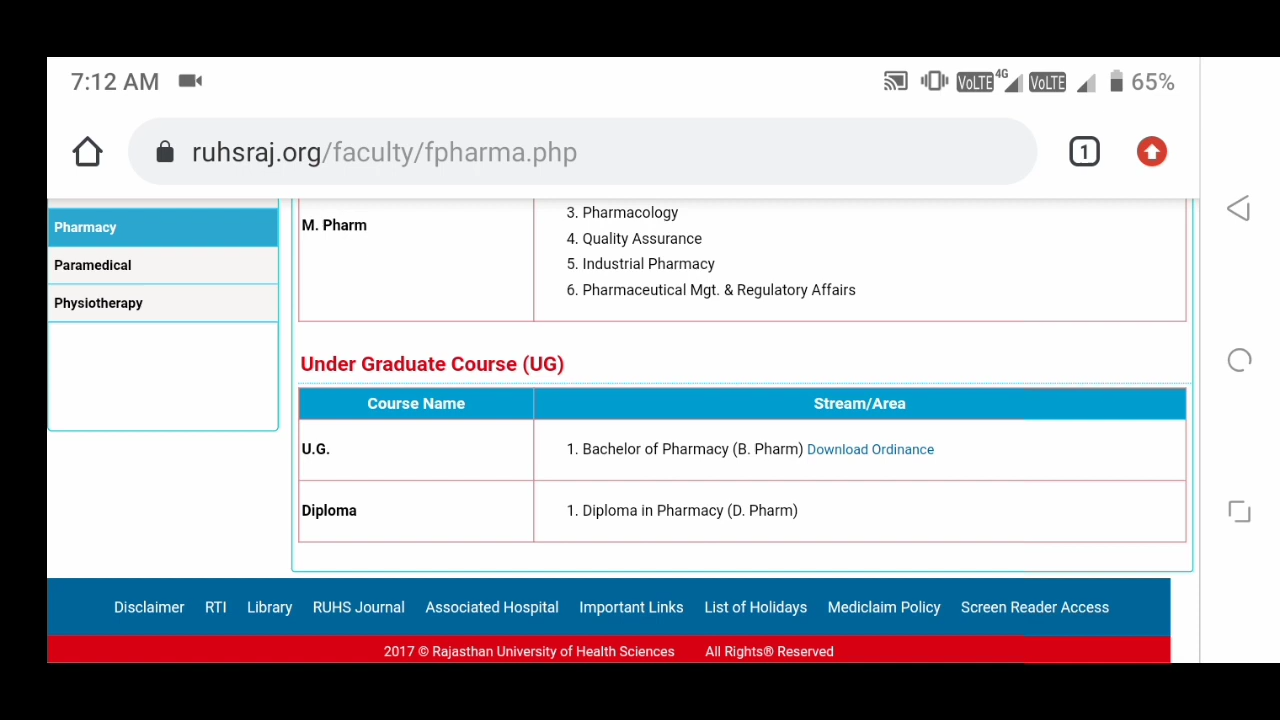 7:12 AM
VoLTE 4G VoLTE 65%
ruhsraj.org/faculty/fpharma.php
1
Pharmacy
Paramedical
Physiotherapy
M. Pharm
3. Pharmacology
4. Quality Assurance
5. Industrial Pharmacy
6. Pharmaceutical Mgt. & Regulatory Affairs
Under Graduate Course (UG)
Course Name Stream/Area
U.G. 1. Bachelor of Pharmacy (B. Pharm) Download Ordinance
Diploma 1. Diploma in Pharmacy (D. Pharm)
Disclaimer RTI Library RUHS Journal Associated Hospital Important Links List of Holidays Mediclaim Policy Screen Reader Access
2017 © Rajasthan University of Health Sciences All Rights® Reserved